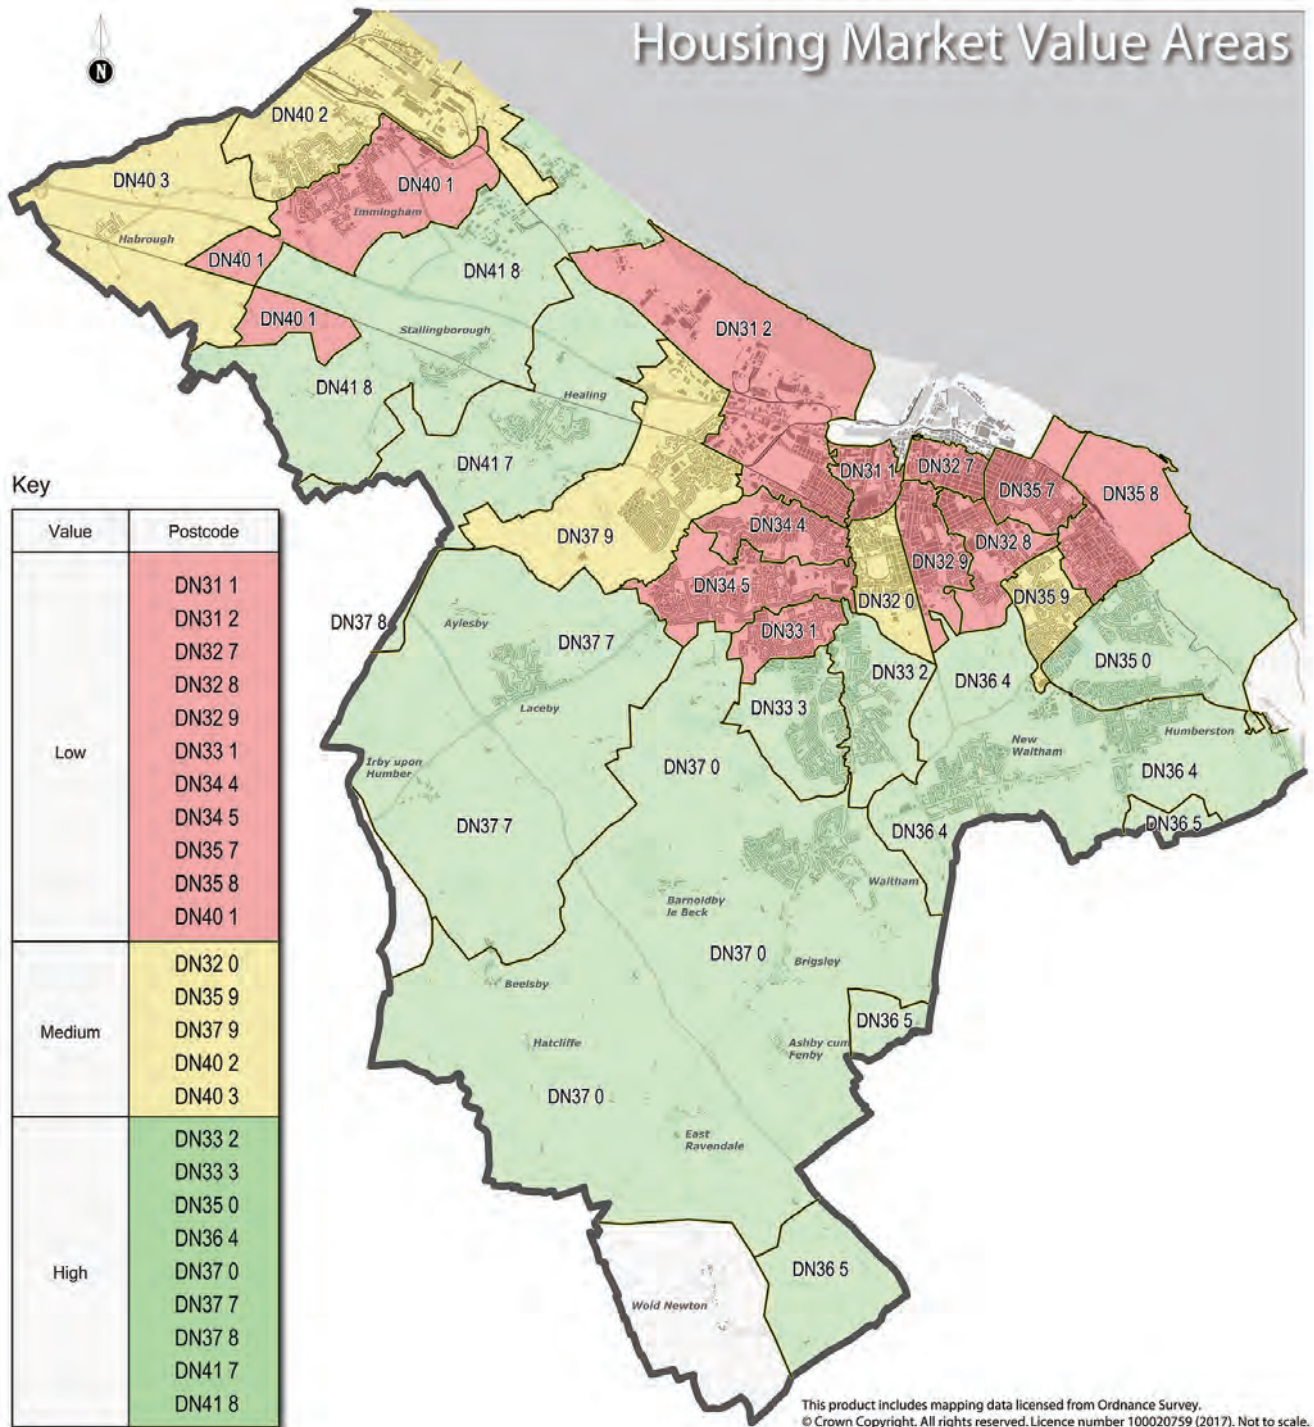 Housing Market Value Areas
N
DN40 2
DN40 3
DN40 1
Immingham
Habrough
DN40 1
DN41 8
DN40 1
Stallingborough
DN31 2
DN41 8
Healing
DN41 7
DN31 1
DN32 7
DN35 7
DN35 8
DN34 4
DN37 9
DN32 8
DN32 9
DN34 5
DN32 0
DN35 9
DN37 8
Aylesby
DN33 1
DN37 7
DN35 0
DN33 2
DN36 4
Laceby
DN33 3
Humberston
New
Waltham
Irby upon
Humber
DN37 0
DN36 4
DN37 7
DN36 5
DN36 4
Waltham
Barnoldby
le Beck
DN37 0
Brigsley
Beelsby
DN36 5
Hatcliffe
Ashby cum
Fenby
DN37 0
East
Ravendale
DN36 5
Wold Newton
Key
Value Postcode
Low
DN31 1
DN31 2
DN32 7
DN32 8
DN32 9
DN33 1
DN34 4
DN34 5
DN35 7
DN35 8
DN40 1
Medium
DN32 0
DN35 9
DN37 9
DN40 2
DN40 3
High
DN33 2
DN33 3
DN35 0
DN36 4
DN37 0
DN37 7
DN37 8
DN41 7
DN41 8
This product includes mapping data licensed from Ordnance Survey.
© Crown Copyright. All rights reserved. Licence number 100020759 (2017). Not to scale.